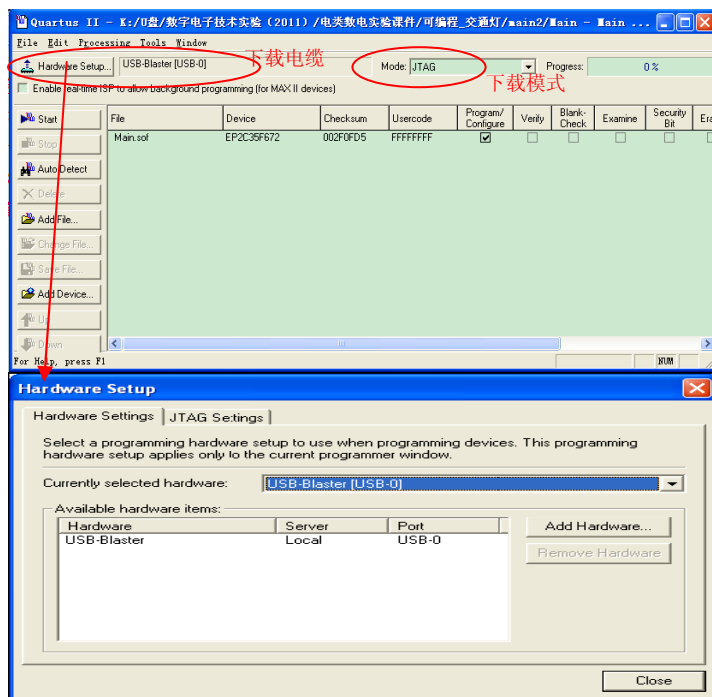 Quartus II - K:/U盘/数字电子技术实验（2011）/电类数电实验课件/可编程_交通灯/main2/Main - Main ...
File Edit Processing Tools Window
Hardware Setup... USB-Blaster [USB-0] 下载电缆 Mode: JTAG Progress: 0 %
下载模式
Enable real-time ISP to allow background programming (for MAX II devices)
Start File Device Checksum Usercode Program/Configure Verify Blank-Check Examine Security Bit Era
Main.sof EP2C35F672 002F0FD5 FFFFFFFF
Stop
Auto Detect
Delete
Add File...
Change File...
Save File...
Add Device...
Up
Down
For Help, press F1 NUM
Hardware Setup
Hardware Settings JTAG Settings
Select a programming hardware setup to use when programming devices. This programming
hardware setup applies only to the current programmer window.
Currently selected hardware: USB-Blaster [USB-0]
Available hardware items:
Hardware Server Port Add Hardware...
USB-Blaster Local USB-0
Remove Hardware
Close